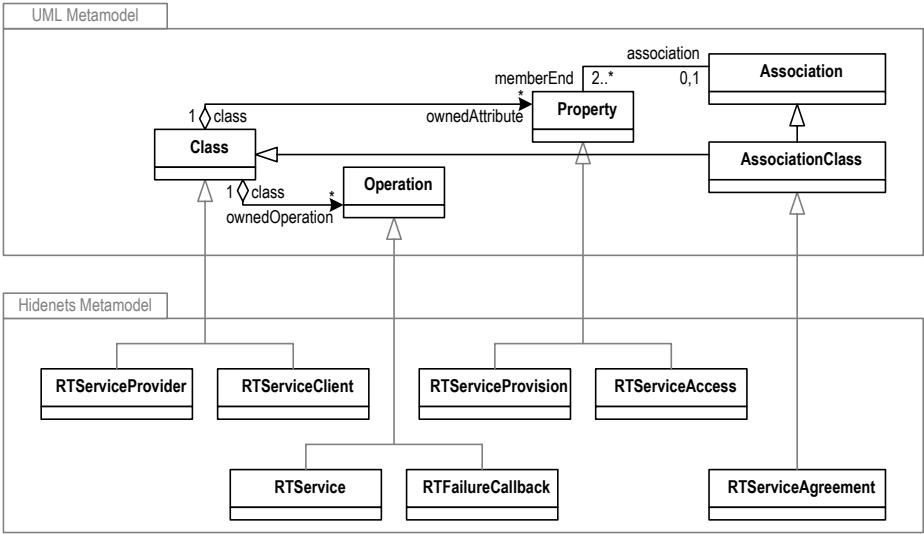 UML Metamodel
association
memberEnd 2..* 0,1 Association
* Property
1 class ownedAttribute
Class AssociationClass
1 class * Operation
ownedOperation
Hidenets Metamodel
RTServiceProvider RTServiceClient RTServiceProvision RTServiceAccess
RTService RTFailureCallback RTServiceAgreement